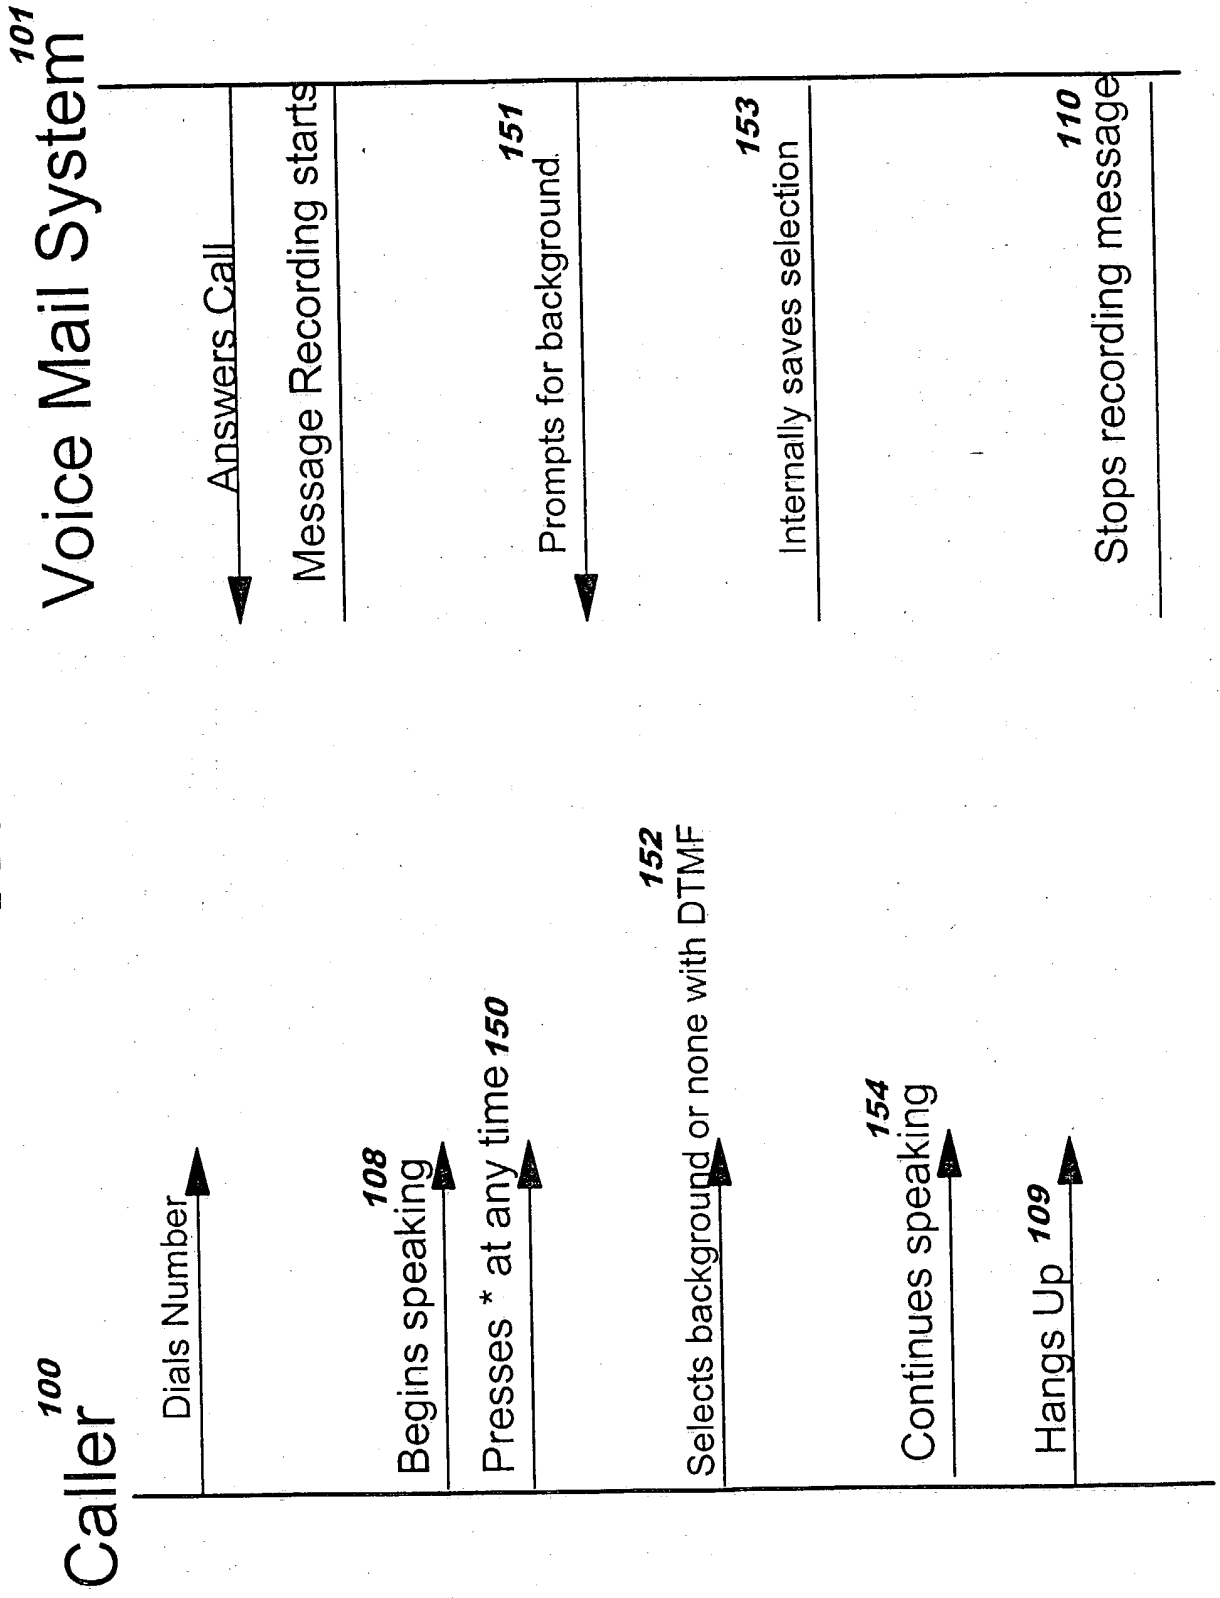 Caller 100
Voice Mail System 101
Dials Number
Answers Call
Message Recording starts
108
Begins speaking
Presses * at any time 150
151
Prompts for background
152
Selects background or none with DTMF
153
Internally saves selection
154
Continues speaking
Hangs Up 109
110
Stops recording message